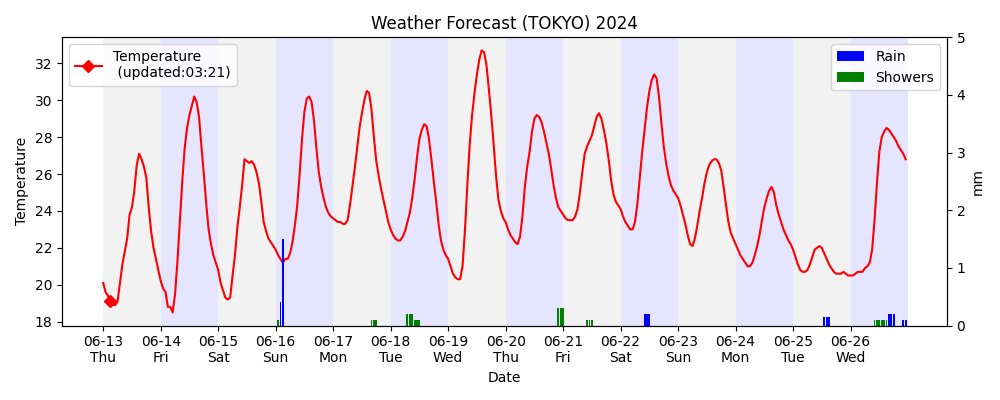 Weather Forecast (TOKYO) 2024
Temperature
(updated:03:21)
Rain
Showers
Temperature
32
30
28
26
24
22
20
18
5
4
3
2
1
0
mm
06-13 06-14 06-15 06-16 06-17 06-18 06-19 06-20 06-21 06-22 06-23 06-24 06-25 06-26
Thu Fri Sat Sun Mon Tue Wed Thu Fri Sat Sun Mon Tue Wed
Date